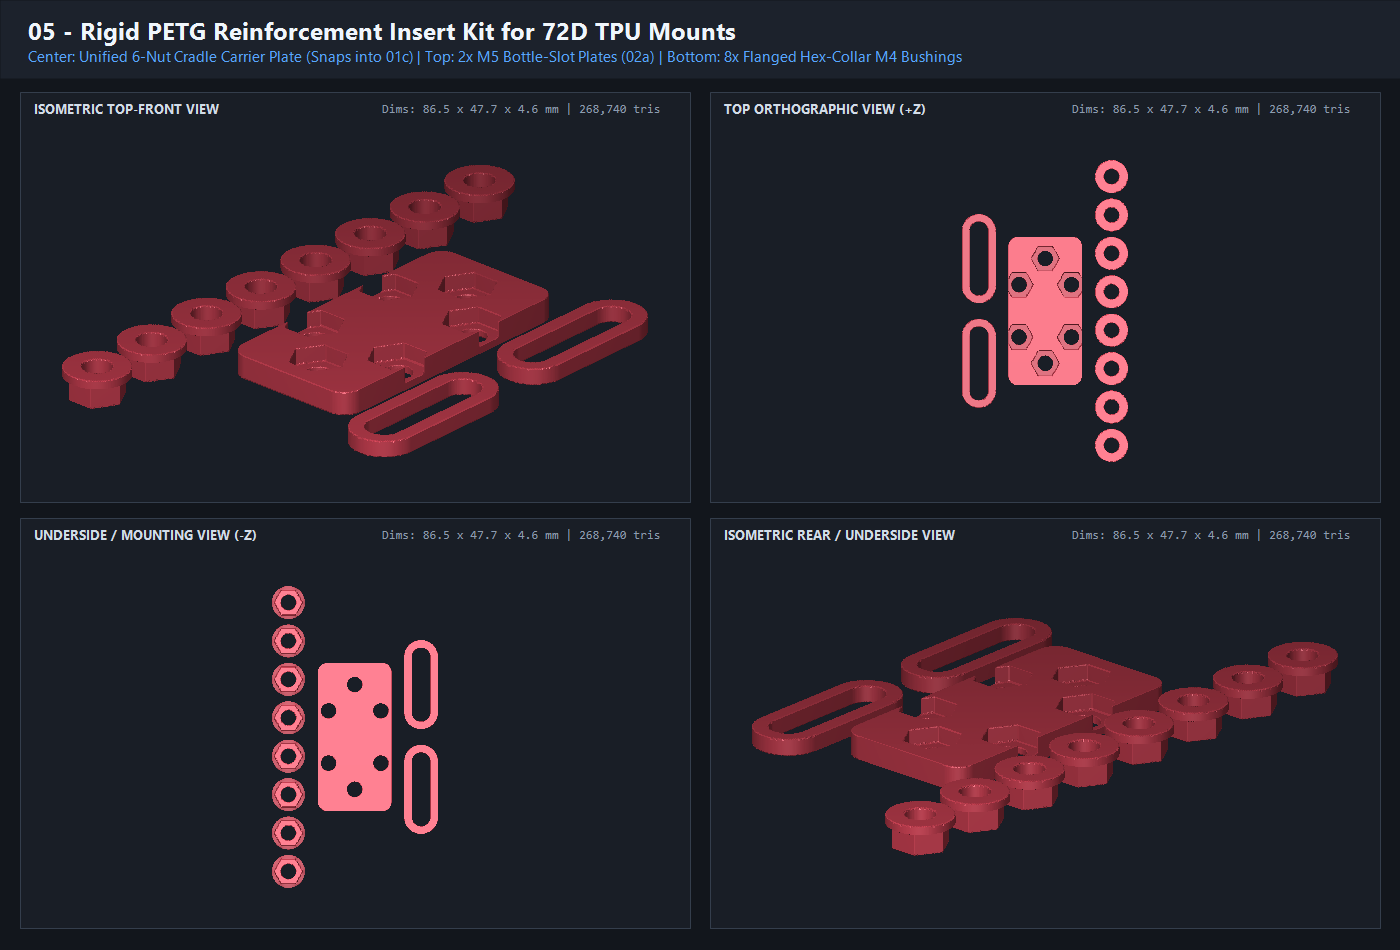 05 - Rigid PETG Reinforcement Insert Kit for 72D TPU Mounts
Center: Unified 6-Nut Cradle Carrier Plate (Snaps into 01c) | Top: 2x M5 Bottle-Slot Plates (02a) | Bottom: 8x Flanged Hex-Collar M4 Bushings
ISOMETRIC TOP-FRONT VIEW
Dims: 86.5 x 47.7 x 4.6 mm | 268,740 tris
TOP ORTHOGRAPHIC VIEW (+Z)
Dims: 86.5 x 47.7 x 4.6 mm | 268,740 tris
UNDERSIDE / MOUNTING VIEW (-Z)
Dims: 86.5 x 47.7 x 4.6 mm | 268,740 tris
ISOMETRIC REAR / UNDERSIDE VIEW
Dims: 86.5 x 47.7 x 4.6 mm | 268,740 tris